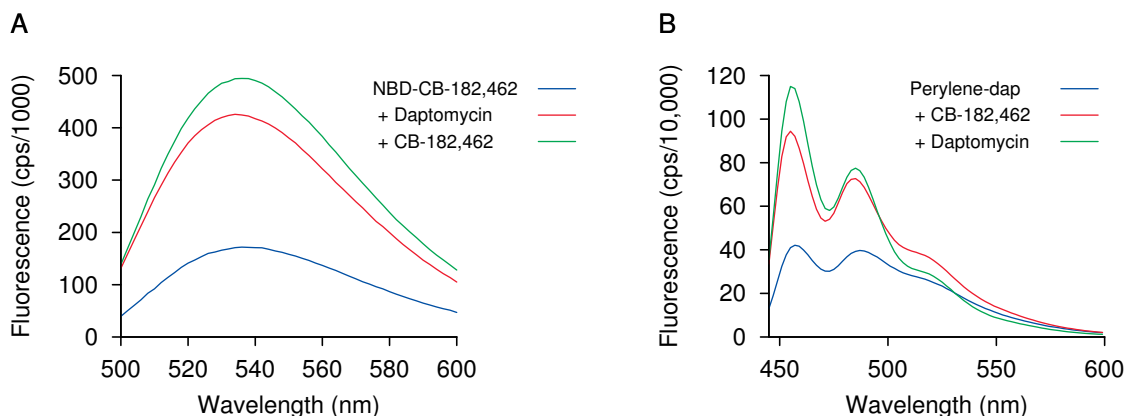 A
Fluorescence (cps/1000)
500
400
300
200
100
0
500 520 540 560 580 600
Wavelength (nm)
NBD-CB-182,462
+ Daptomycin
+ CB-182,462
B
Fluorescence (cps/10,000)
120
100
80
60
40
20
0
450 500 550 600
Wavelength (nm)
Perylene-dap
+ CB-182,462
+ Daptomycin